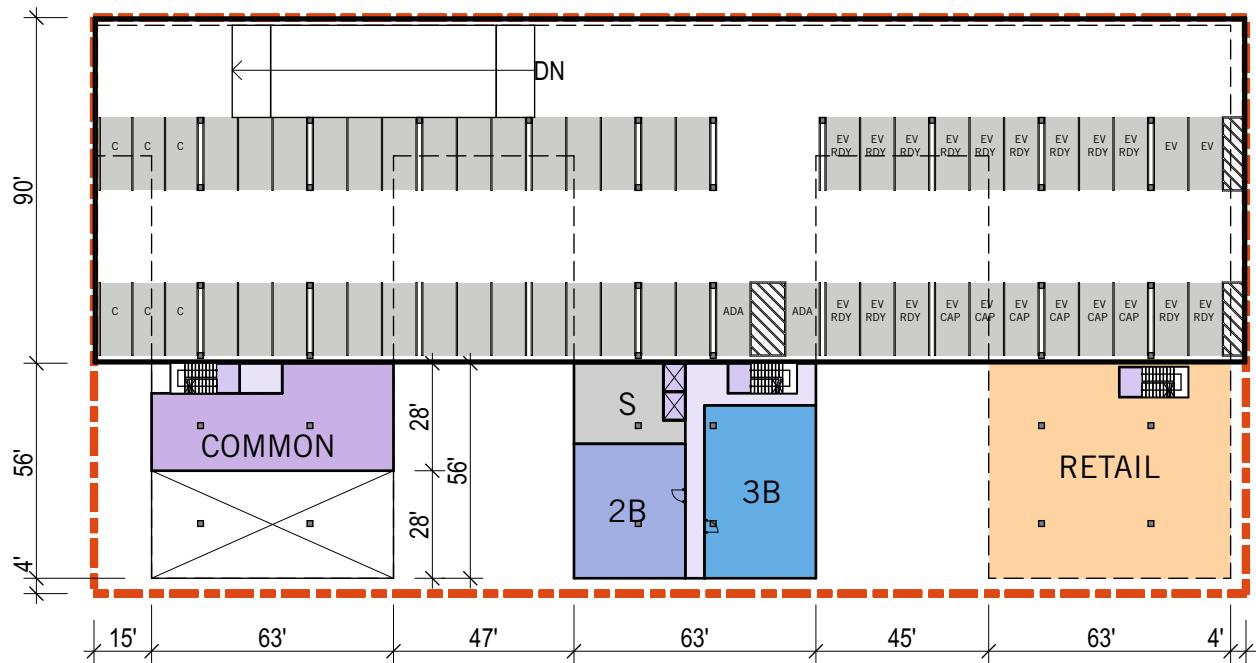 DN
C C C EV EV EV EV EV EV EV EV EV EV EV
RDY RDY RDY RDY RDY RDY RDY RDY RDY
90'
C C C ADA ADA EV EV EV EV EV EV EV EV EV EV EV
RDY RDY RDY CAP CAP CAP CAP CAP CAP RDY RDY
S
28'
COMMON
56'
56'
RETAIL
2B
3B
28'
4'
15' 63' 47' 63' 45' 63' 4'